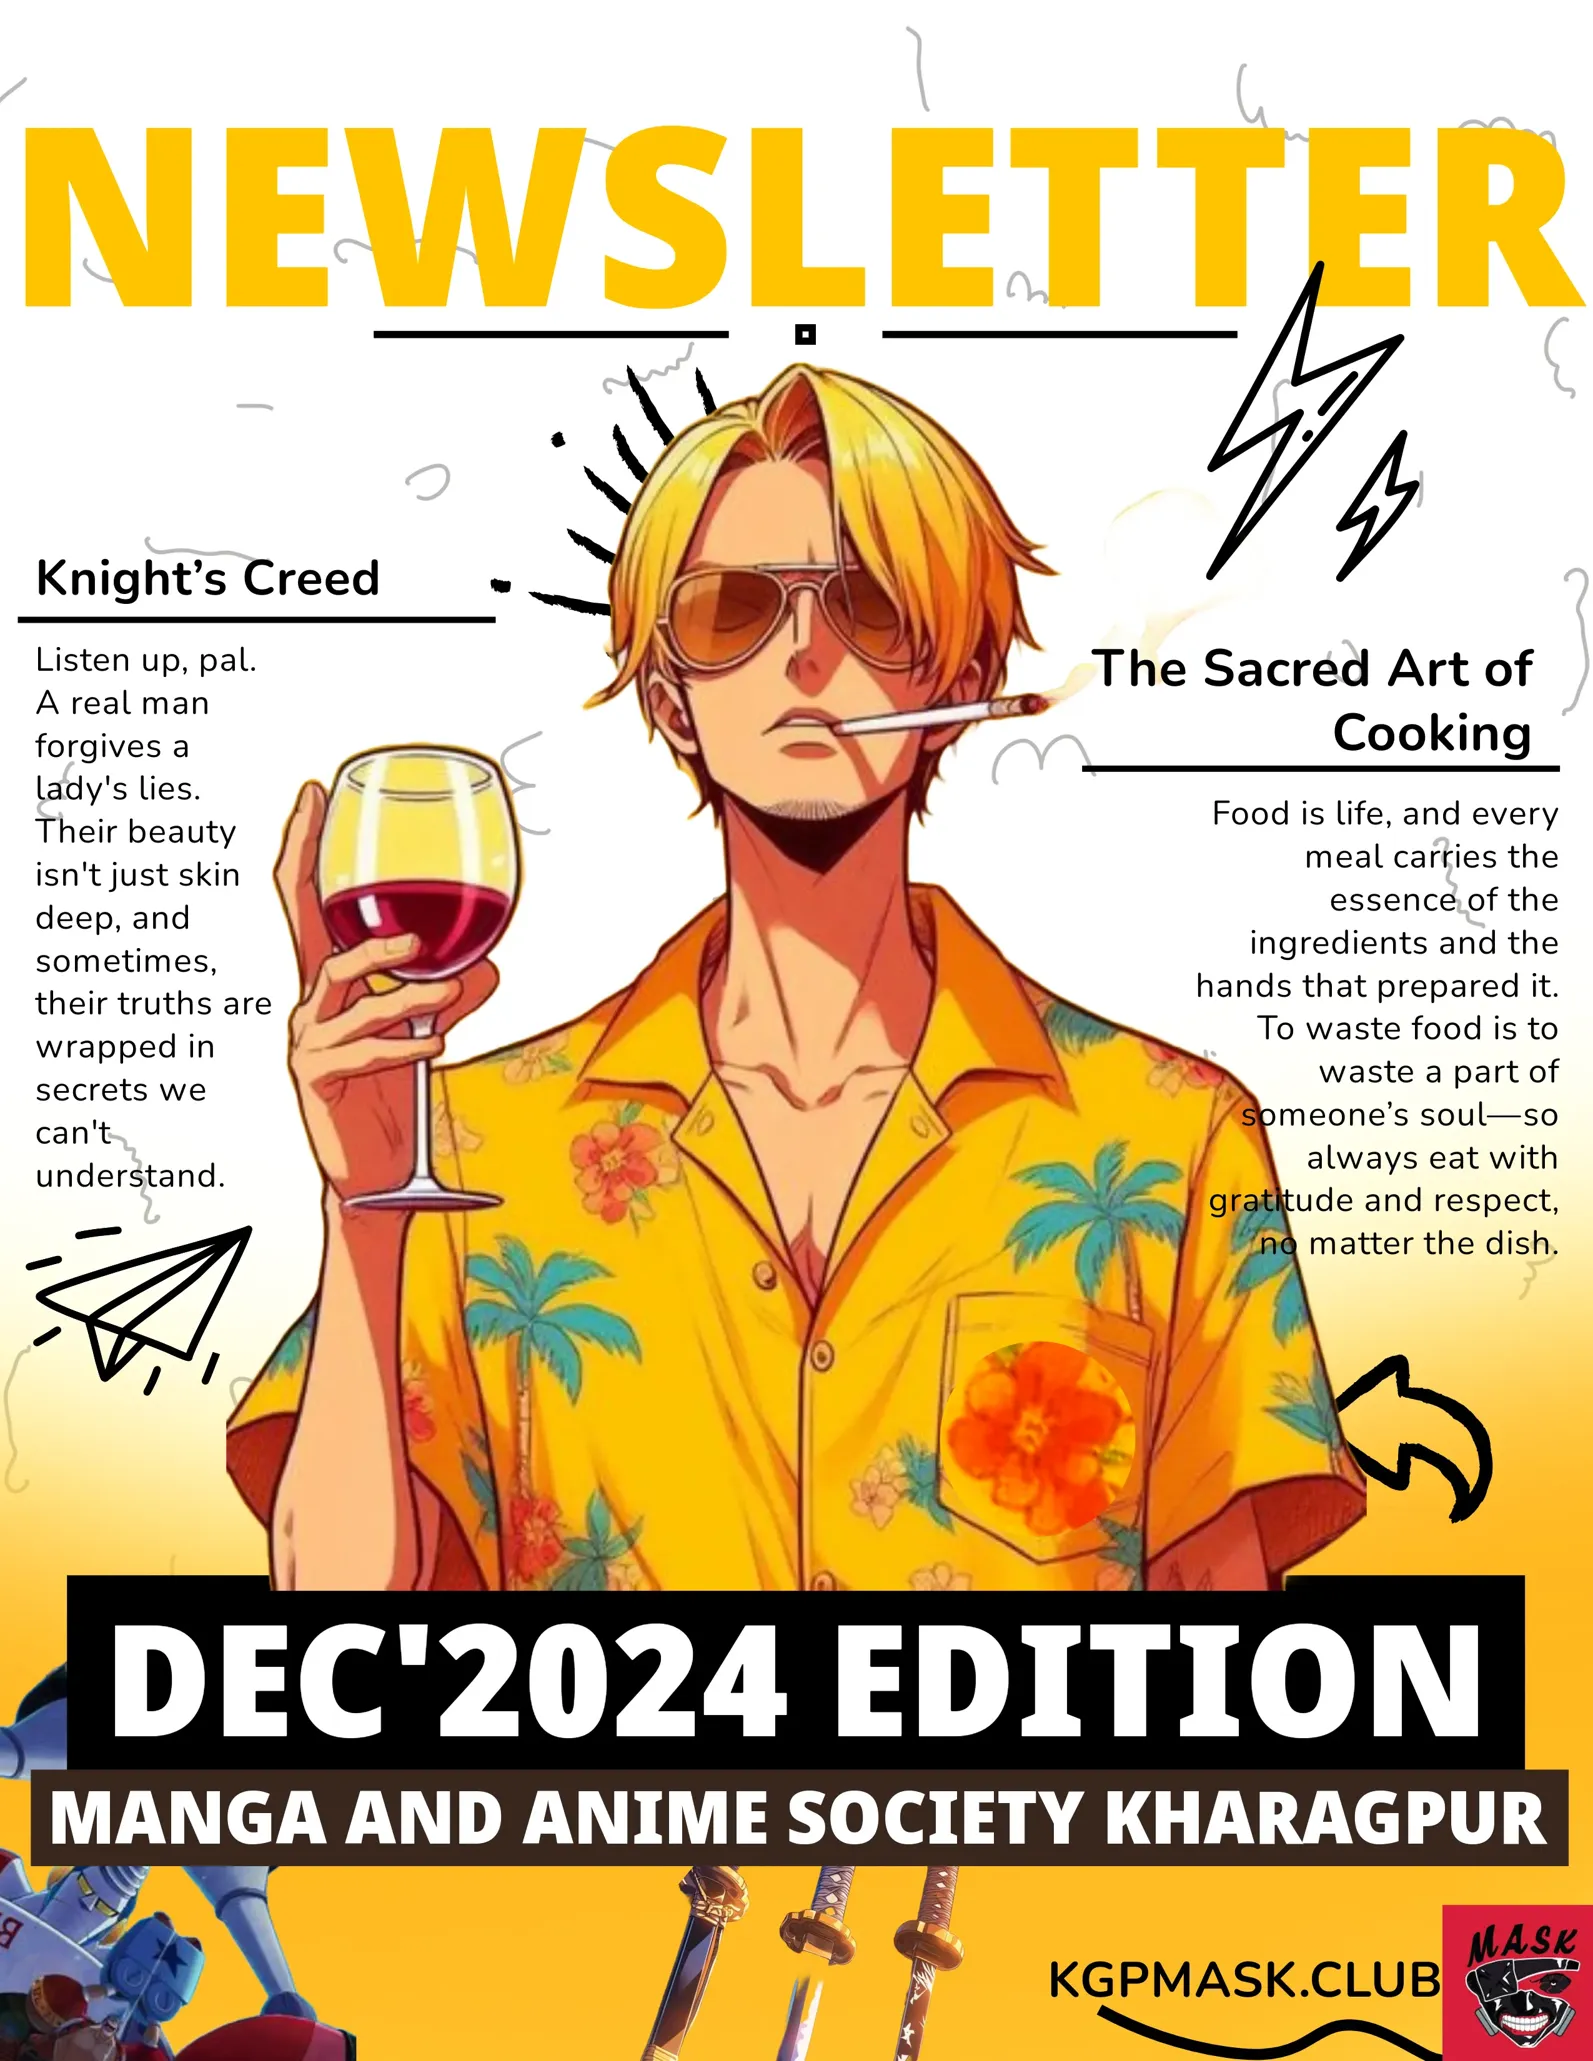 NEWSLETTER
Knight’s Creed
Listen up, pal.
A real man
forgives a
lady's lies.
Their beauty
isn't just skin
deep, and
sometimes,
their truths are
wrapped in
secrets we
can't
understand.
The Sacred Art of
Cooking
Food is life, and every
meal carries the
essence of the
ingredients and the
hands that prepared it.
To waste food is to
waste a part of
someone’s soul—so
always eat with
gratitude and respect,
no matter the dish.
DEC'2024 EDITION
MANGA AND ANIME SOCIETY KHARAGPUR
KGPMASK.CLUB
MASK